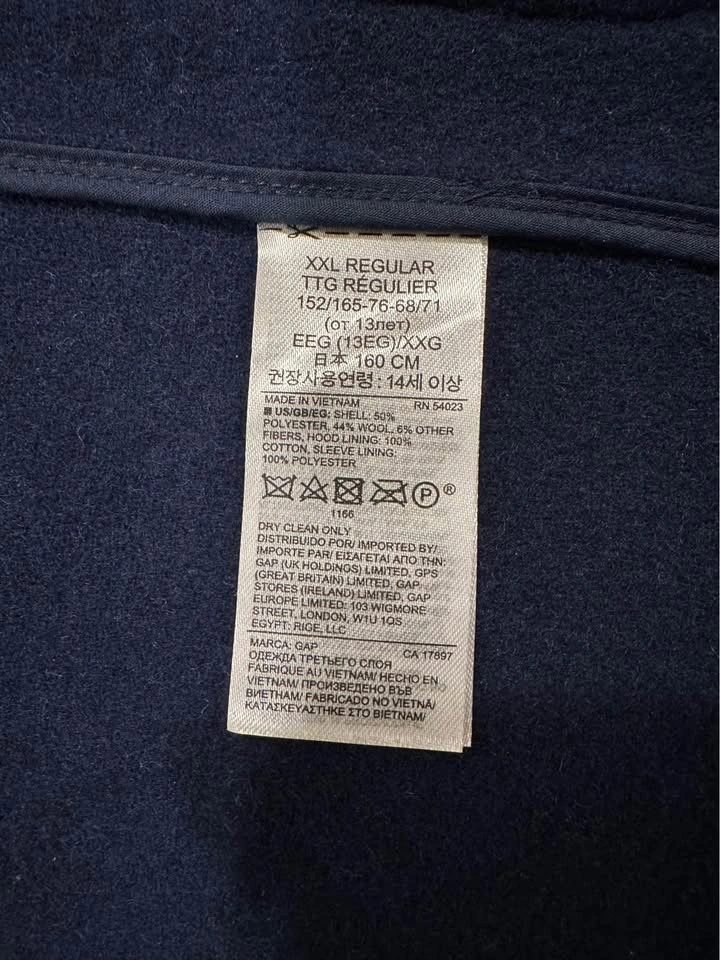 XXL REGULAR
TTG RÉGULIER
152/165-76-68/71
(от 13лет)
EEG (13EG)/XXG
日本 160 CM
권장사용연령 : 14세 이상
MADE IN VIETNAM RN 54023
US/GB/EG: SHELL: 50%
POLYESTER, 44% WOOL, 6% OTHER
FIBERS, HOOD LINING: 100%
COTTON, SLEEVE LINING:
100% POLYESTER
P ®
1166
DRY CLEAN ONLY
DISTRIBUIDO POR/ IMPORTED BY/
IMPORTE PAR/ ΕΙΣΑΓΕΤΑΙ ΑΠΟ ΤΗΝ:
GAP (UK HOLDINGS) LIMITED, GPS
(GREAT BRITAIN) LIMITED, GAP
STORES (IRELAND) LIMITED, GAP
EUROPE LIMITED: 103 WIGMORE
STREET, LONDON, W1U 1QS
EGYPT: RIGE, LLC
MARCA: GAP CA 17897
ОДЕЖДА ТРЕТЬЕГО СЛОЯ
FABRIQUE AU VIETNAM/ HECHO EN
VIETNAM/ ПРОИЗВЕДЕНО ВЪВ
ВИЕТНАМ/ FABRICADO NO VIETNÃ/
ΚΑΤΑΣΚΕΥΑΣΤΗΚΕ ΣΤΟ ΒΙΕΤΝΑΜ/